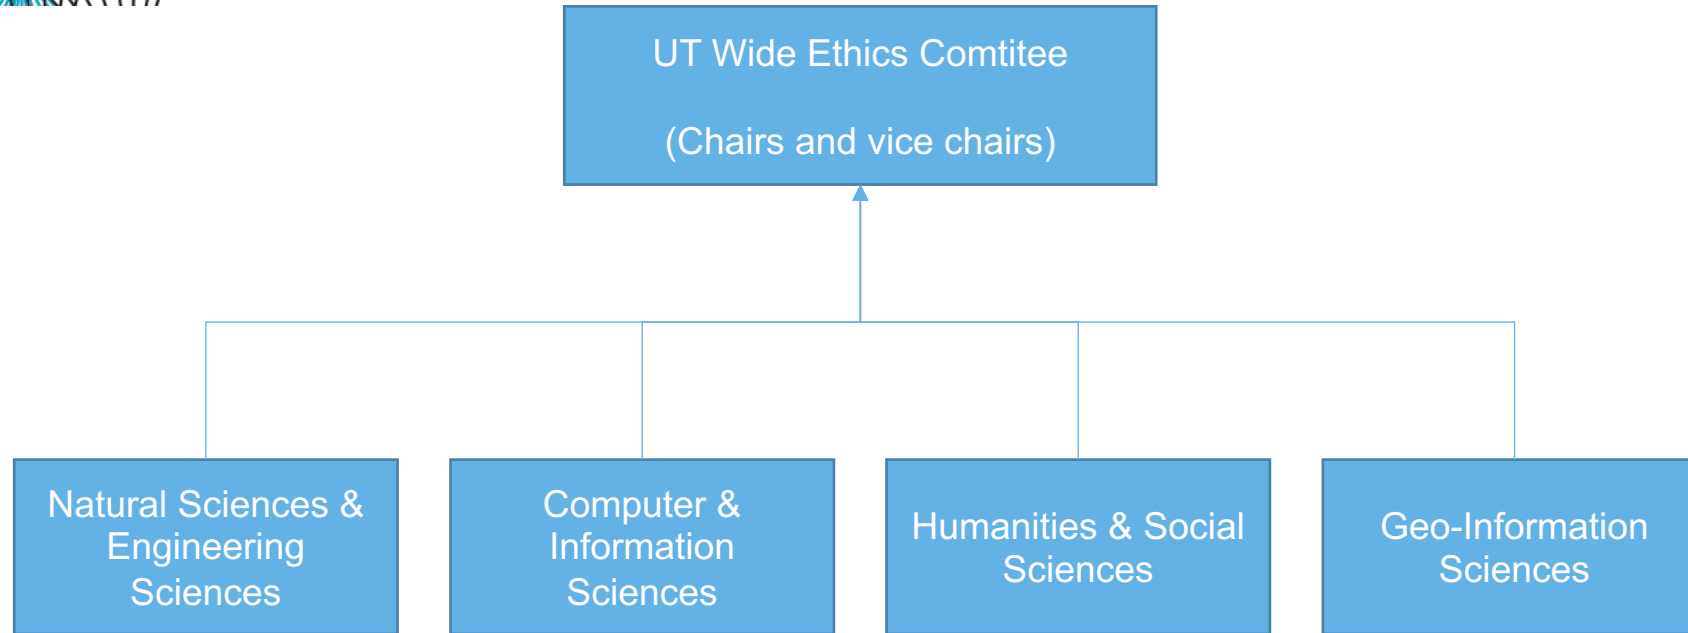 UT Wide Ethics Comtitee
(Chairs and vice chairs)
Natural Sciences &
Engineering
Sciences
Computer &
Information
Sciences
Humanities & Social
Sciences
Geo-Information
Sciences